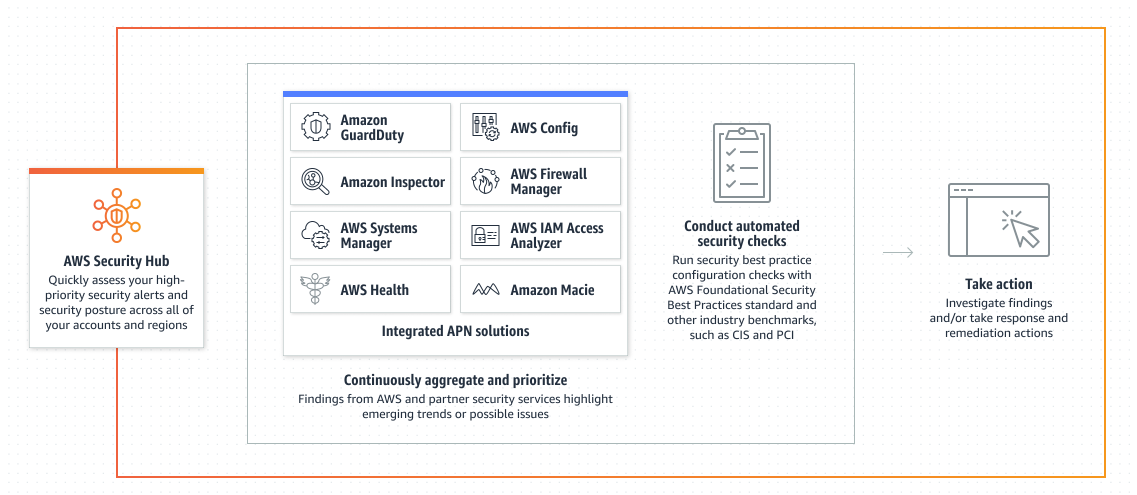 AWS Security Hub
Quickly assess your high-
priority security alerts and
security posture across all of
your accounts and regions
Amazon
GuardDuty
AWS Config
Amazon Inspector
AWS Firewall
Manager
AWS Systems
Manager
AWS IAM Access
Analyzer
AWS Health
Amazon Macie
Integrated APN solutions
Continuously aggregate and prioritize
Findings from AWS and partner security services highlight
emerging trends or possible issues
Conduct automated
security checks
Run security best practice
configuration checks with
AWS Foundational Security
Best Practices standard and
other industry benchmarks,
such as CIS and PCI
Take action
Investigate findings
and/or take response and
remediation actions